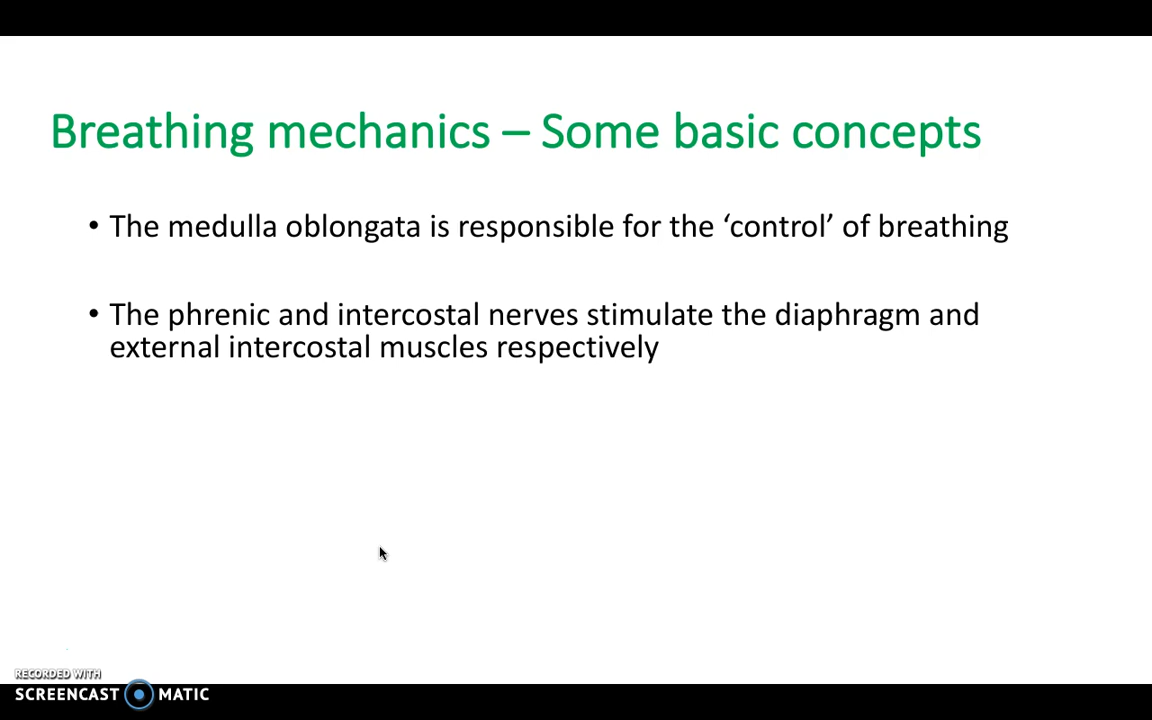 Breathing mechanics – Some basic concepts
• The medulla oblongata is responsible for the ‘control’ of breathing
• The phrenic and intercostal nerves stimulate the diaphragm and
external intercostal muscles respectively
RECORDED WITH
SCREENCAST MATIC